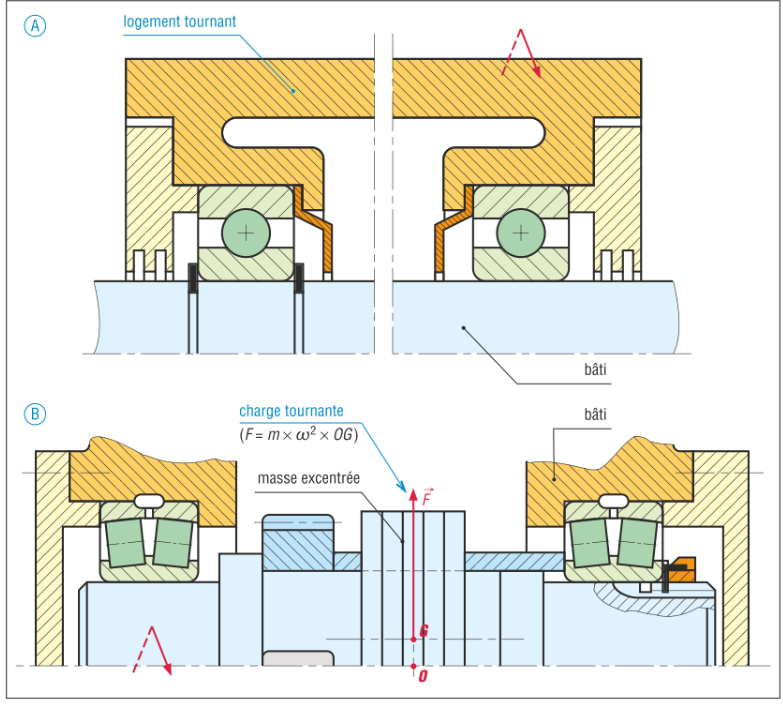 A
logement tournant
bâti
B
charge tournante
(F = m × ω² × OG)
bâti
masse excentrée
F
G
O